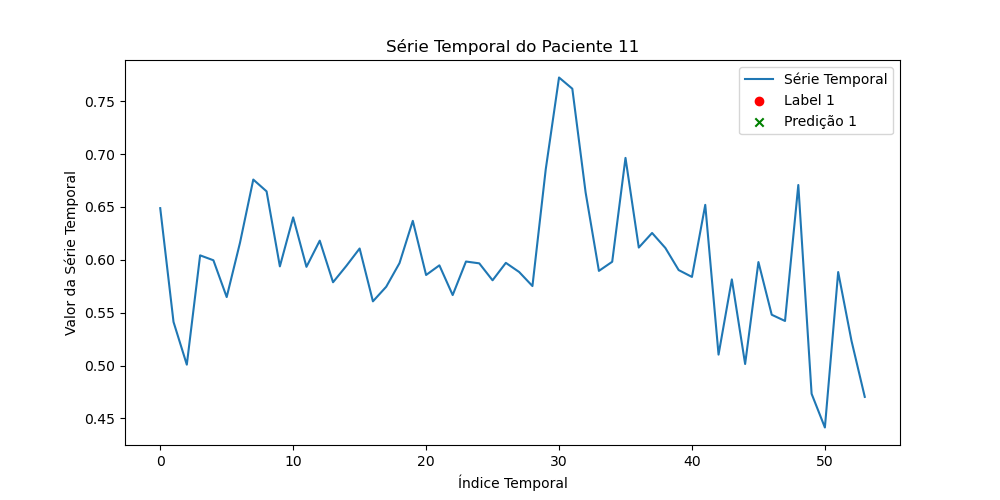 Série Temporal do Paciente 11
Série Temporal
Label 1
Predição 1
Valor da Série Temporal
0.75
0.70
0.65
0.60
0.55
0.50
0.45
0
10
20
30
40
50
Índice Temporal